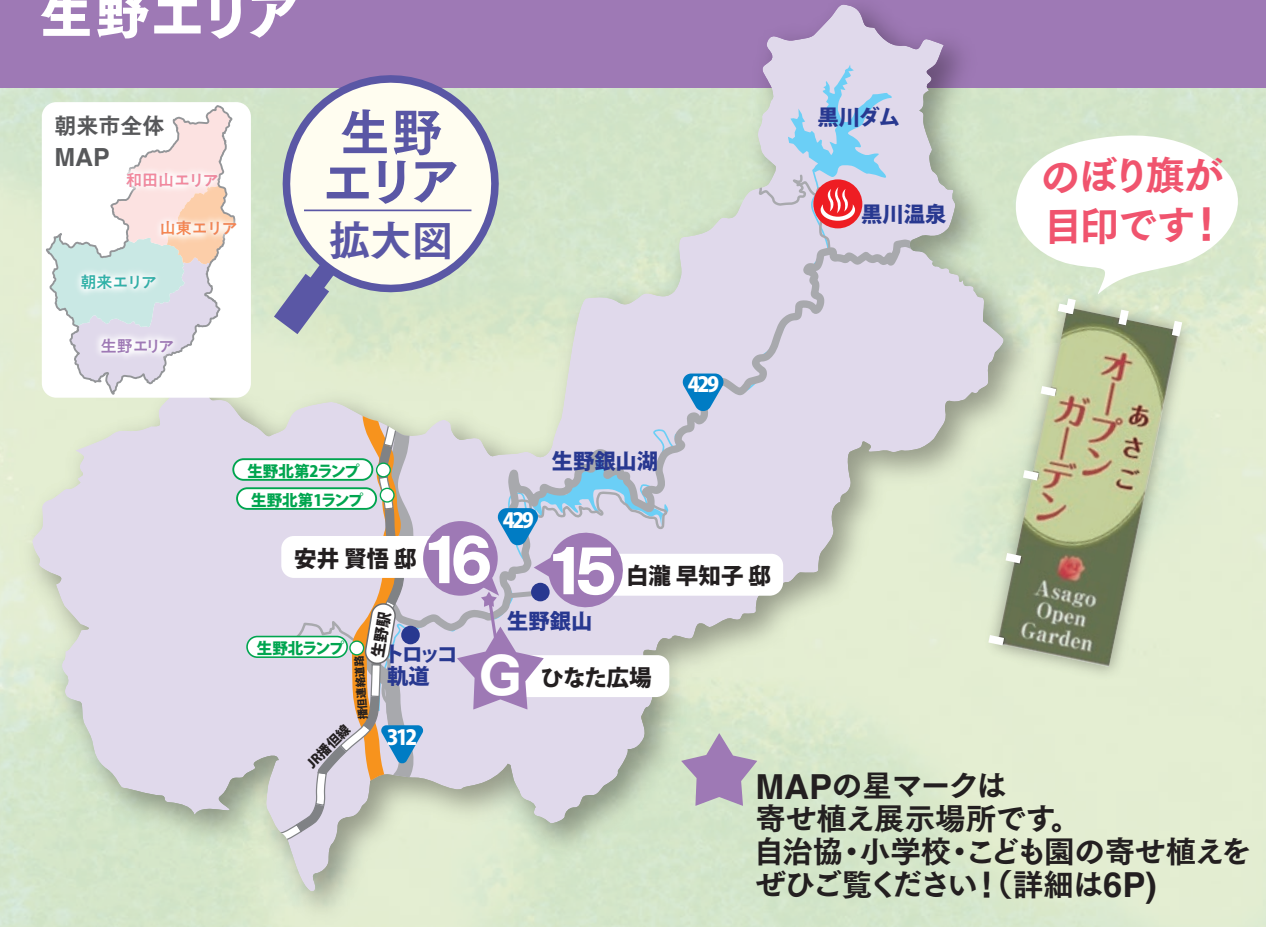 生野エリア
朝来市全体
MAP
和田山エリア
山東エリア
朝来エリア
生野エリア
生野
エリア
拡大図
黒川ダム
黒川温泉
のぼり旗が
目印です!
あさご
オープン
ガーデン
Asago
Open
Garden
429
生野銀山湖
生野北第2ランプ
生野北第1ランプ
429
安井 賢悟 邸
16
15
白瀧 早知子 邸
生野銀山
生野駅
生野北ランプ
トロッコ
軌道
播但連絡道路
G
ひなた広場
312
JR播但線
MAPの星マークは
寄せ植え展示場所です。
自治協・小学校・こども園の寄せ植えを
ぜひご覧ください!(詳細は6P)